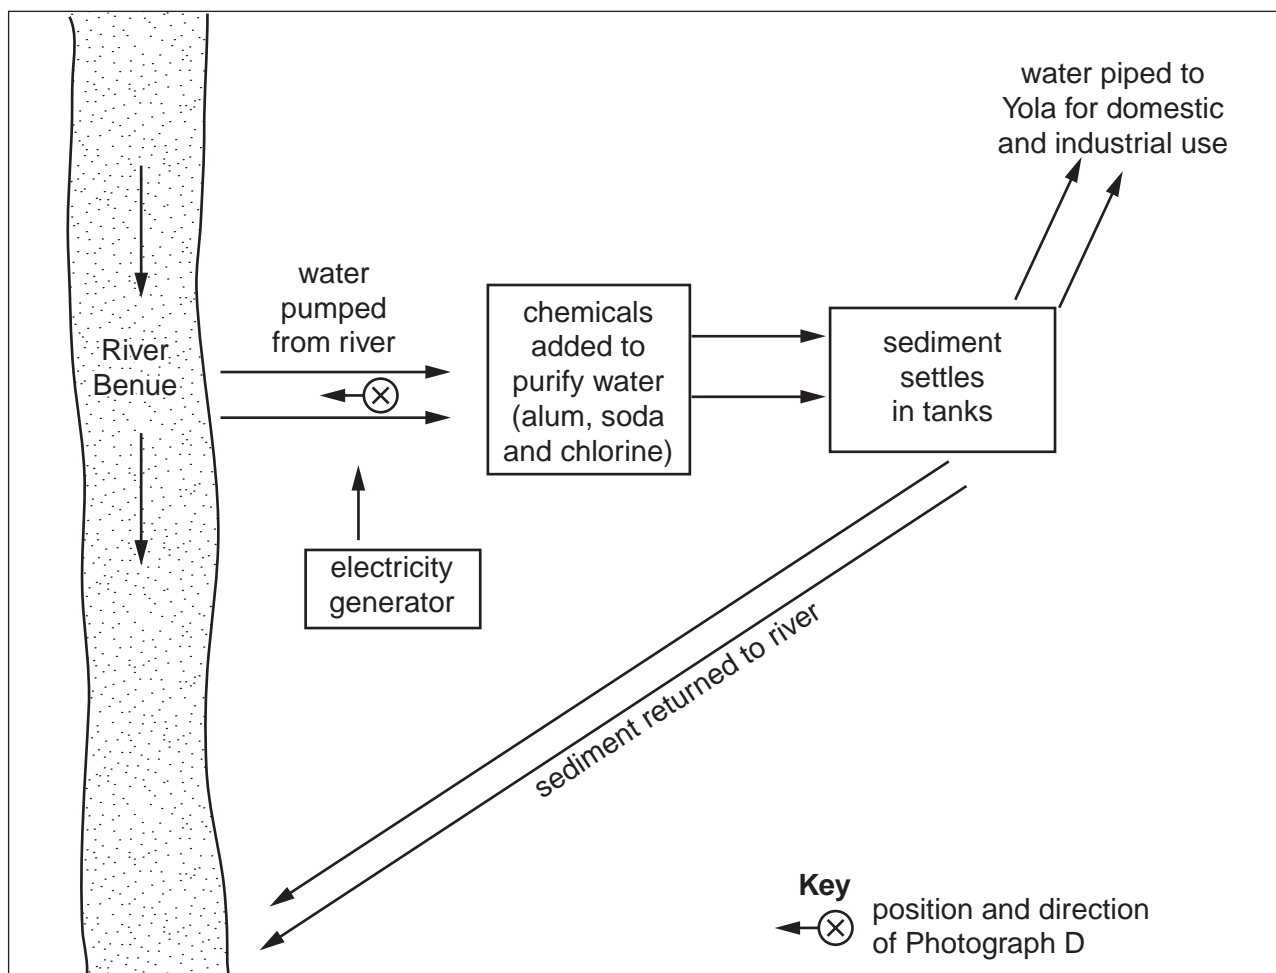 water piped to
Yola for domestic
and industrial use
water
pumped
from river
River
Benue
chemicals
added to
purify water
(alum, soda
and chlorine)
sediment
settles
in tanks
electricity
generator
sediment returned to river
Key
position and direction
of Photograph D